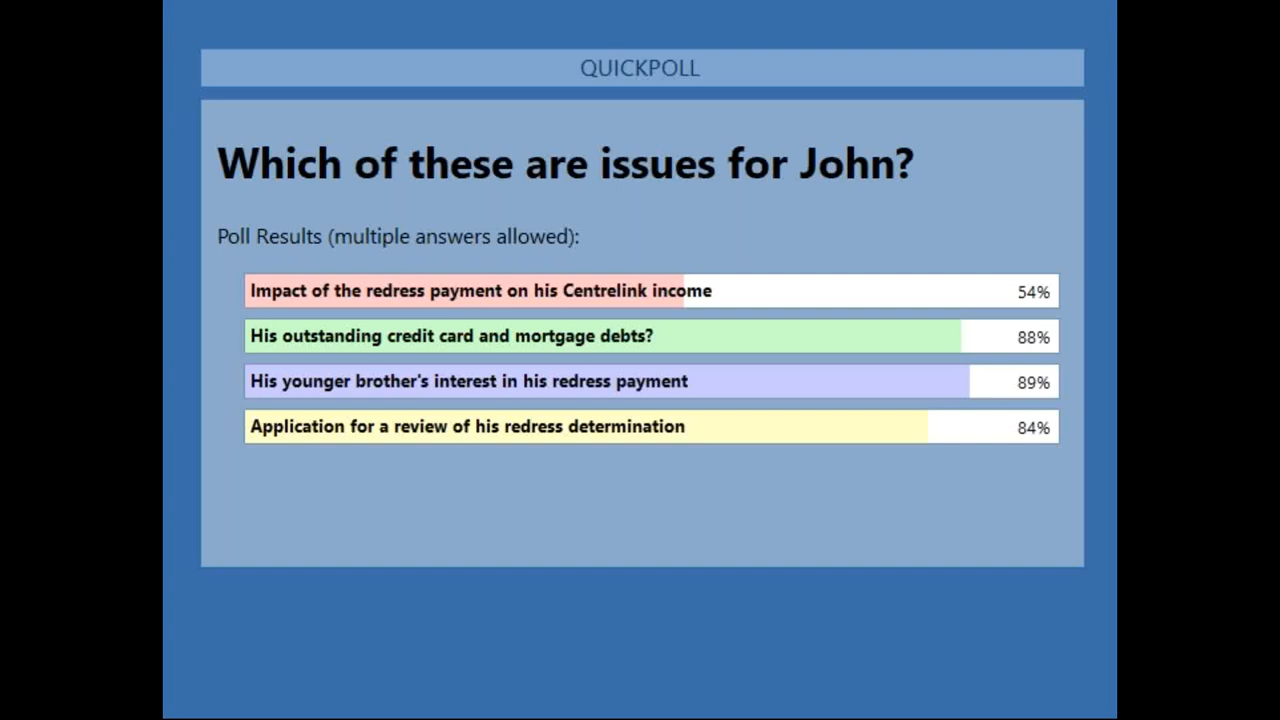 QUICKPOLL
Which of these are issues for John?
Poll Results (multiple answers allowed):
Impact of the redress payment on his Centrelink income 54%
His outstanding credit card and mortgage debts? 88%
His younger brother's interest in his redress payment 89%
Application for a review of his redress determination 84%